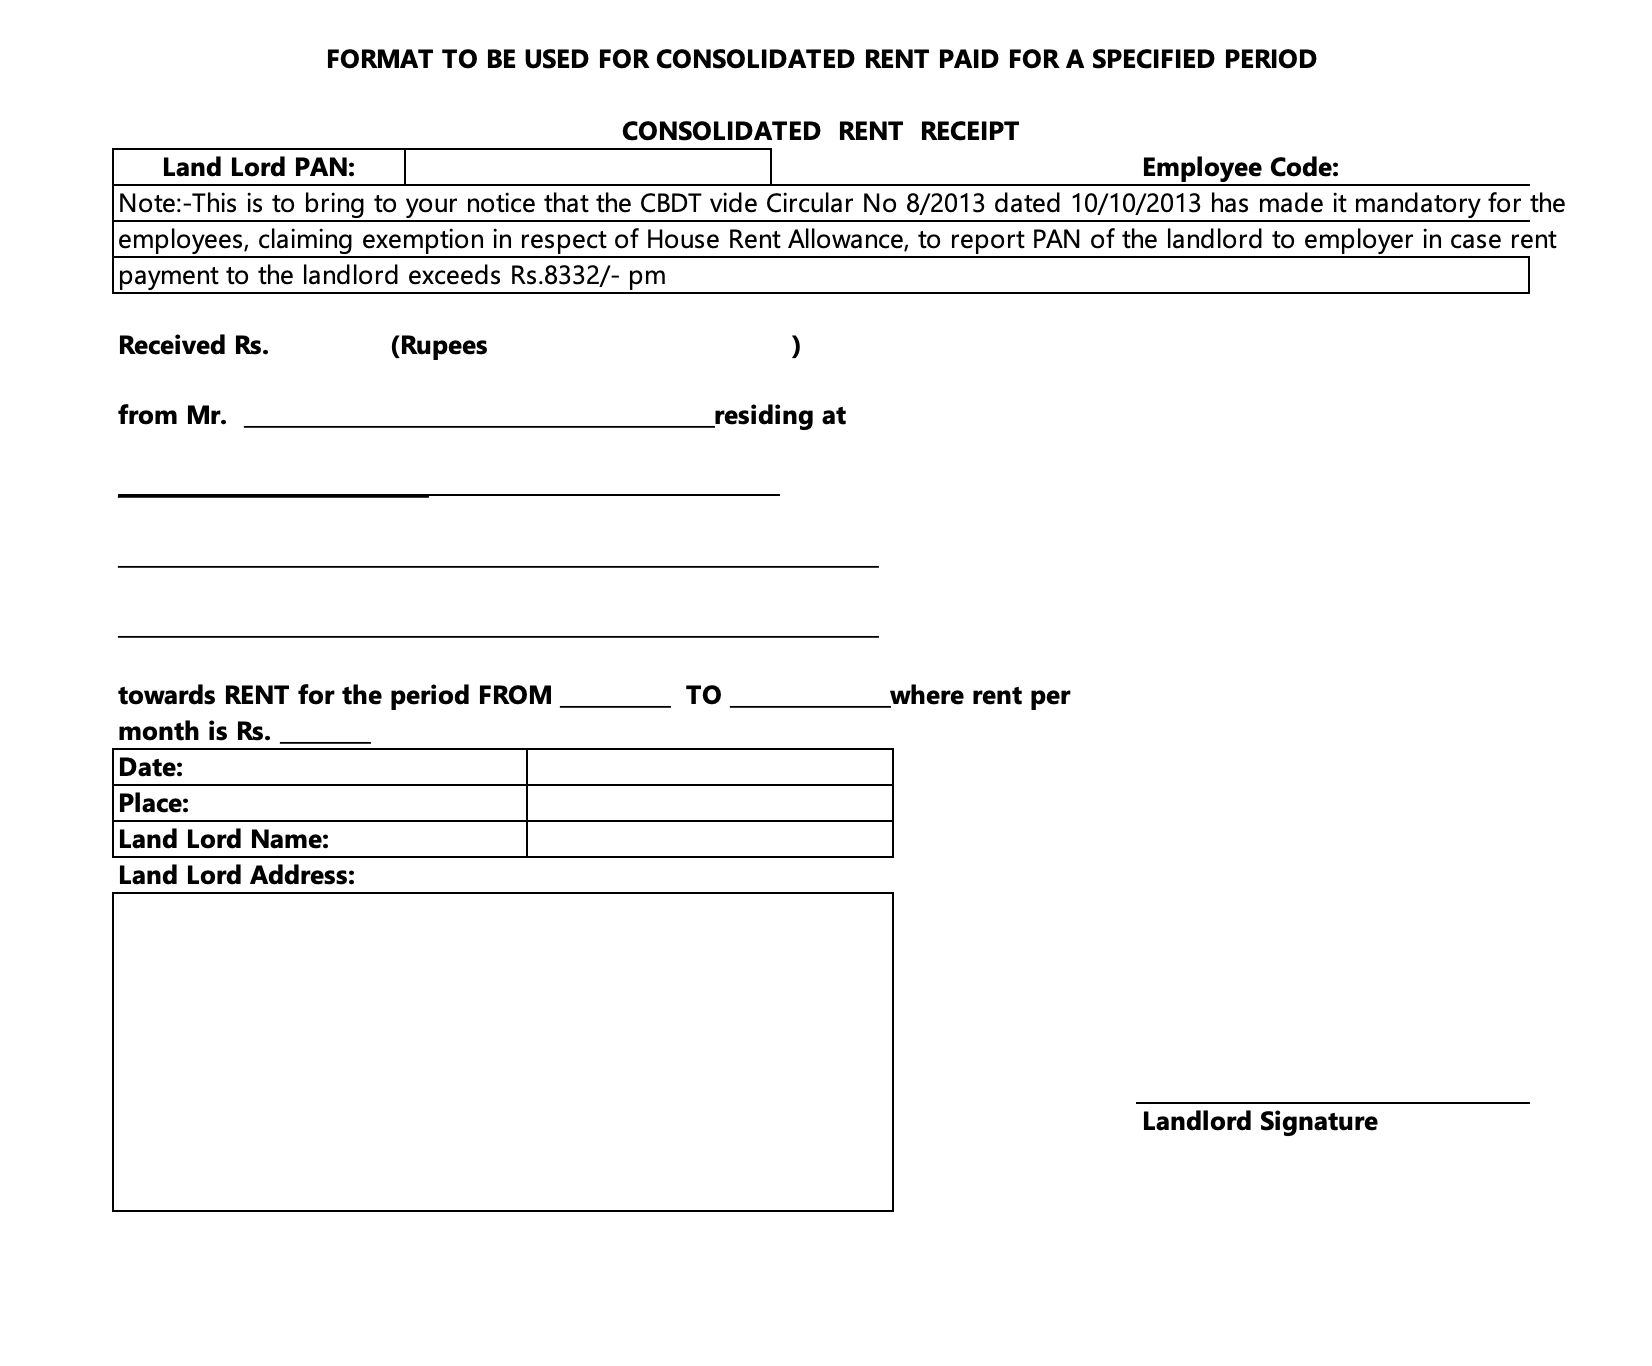 FORMAT TO BE USED FOR CONSOLIDATED RENT PAID FOR A SPECIFIED PERIOD
CONSOLIDATED RENT RECEIPT
Land Lord PAN: Employee Code:
Note:-This is to bring to your notice that the CBDT vide Circular No 8/2013 dated 10/10/2013 has made it mandatory for the
employees, claiming exemption in respect of House Rent Allowance, to report PAN of the landlord to employer in case rent
payment to the landlord exceeds Rs.8332/- pm
Received Rs. (Rupees )
from Mr. ______________________________residing at
towards RENT for the period FROM ________ TO ___________where rent per
month is Rs. _______
Date:
Place:
Land Lord Name:
Land Lord Address:
Landlord Signature